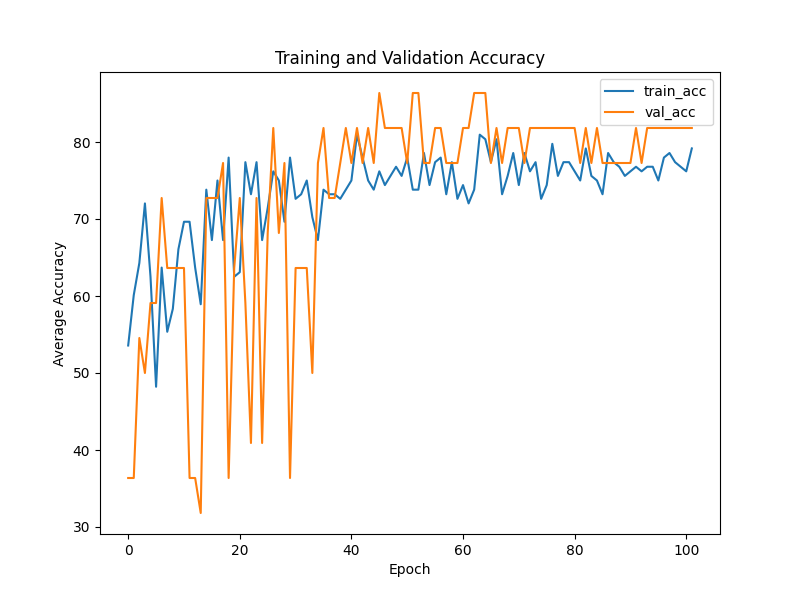 Training and Validation Accuracy
train_acc
val_acc
80
70
60
50
40
30
Average Accuracy
0 20 40 60 80 100
Epoch